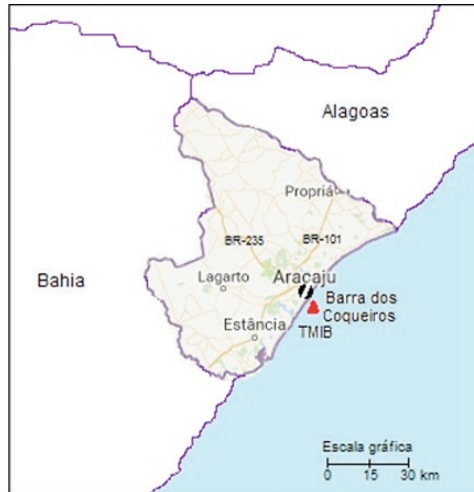 Alagoas
Propriá
BR-235
BR-101
Bahia
Lagarto
Aracaju
Barra dos
Coqueiros
TMIB
Estância
Escala gráfica
0 15 30 km